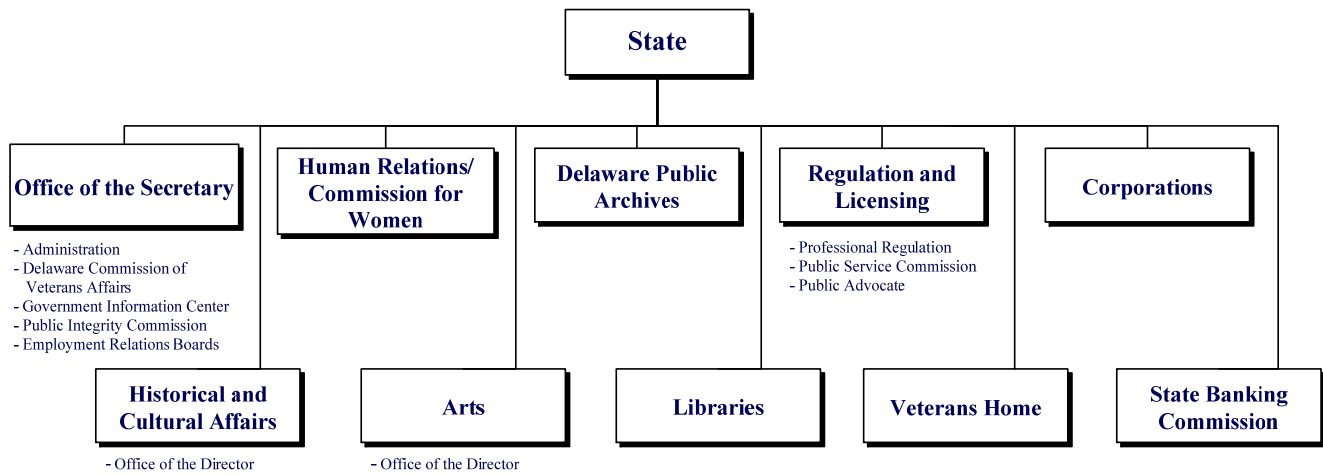 State
Office of the Secretary
- Administration
- Delaware Commission of
Veterans Affairs
- Government Information Center
- Public Integrity Commission
- Employment Relations Boards
Human Relations/
Commission for
Women
Delaware Public
Archives
Regulation and
Licensing
- Professional Regulation
- Public Service Commission
- Public Advocate
Corporations
Historical and
Cultural Affairs
- Office of the Director
Arts
- Office of the Director
Libraries
Veterans Home
State Banking
Commission